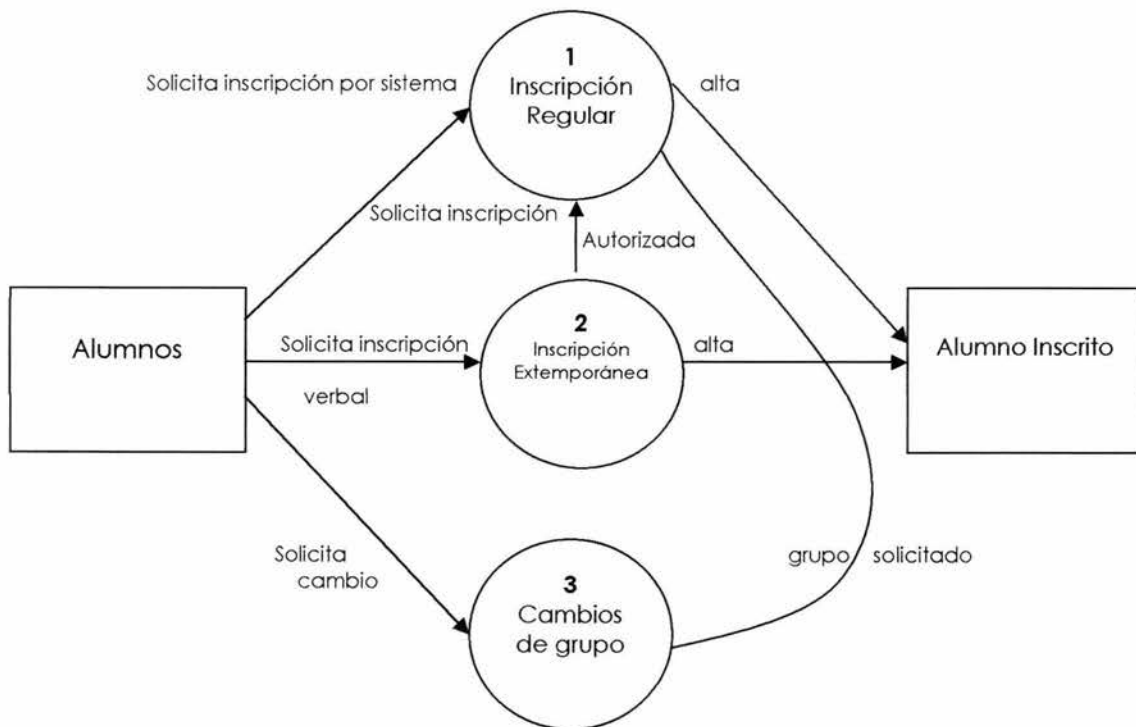 1
Inscripción
Regular
Solicita inscripción por sistema
alta
Solicita inscripción
Autorizada
Alumnos
Solicita inscripción
verbal
2
Inscripción
Extemporánea
alta
Alumno Inscrito
Solicita
cambio
grupo solicitado
3
Cambios
de grupo